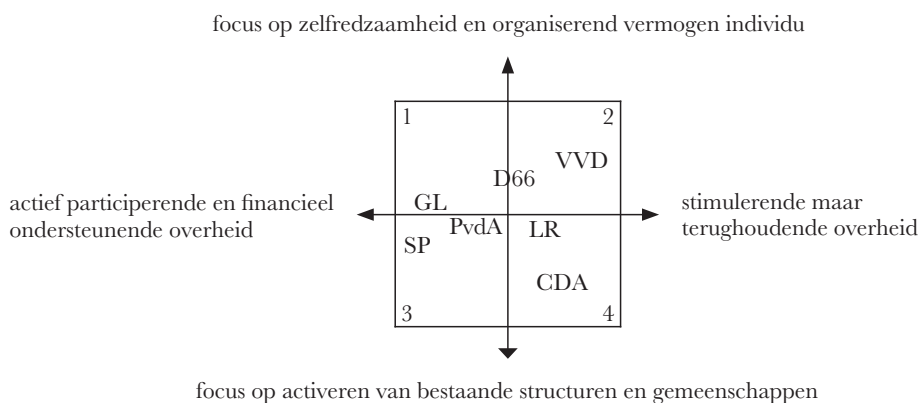 focus op zelfredzaamheid en organiserend vermogen individu
1
2
VVD
D66
GL
actief participerende en financieel
ondersteunende overheid
stimulerende maar
terughoudende overheid
PvdA
LR
SP
CDA
3
4
focus op activeren van bestaande structuren en gemeenschappen